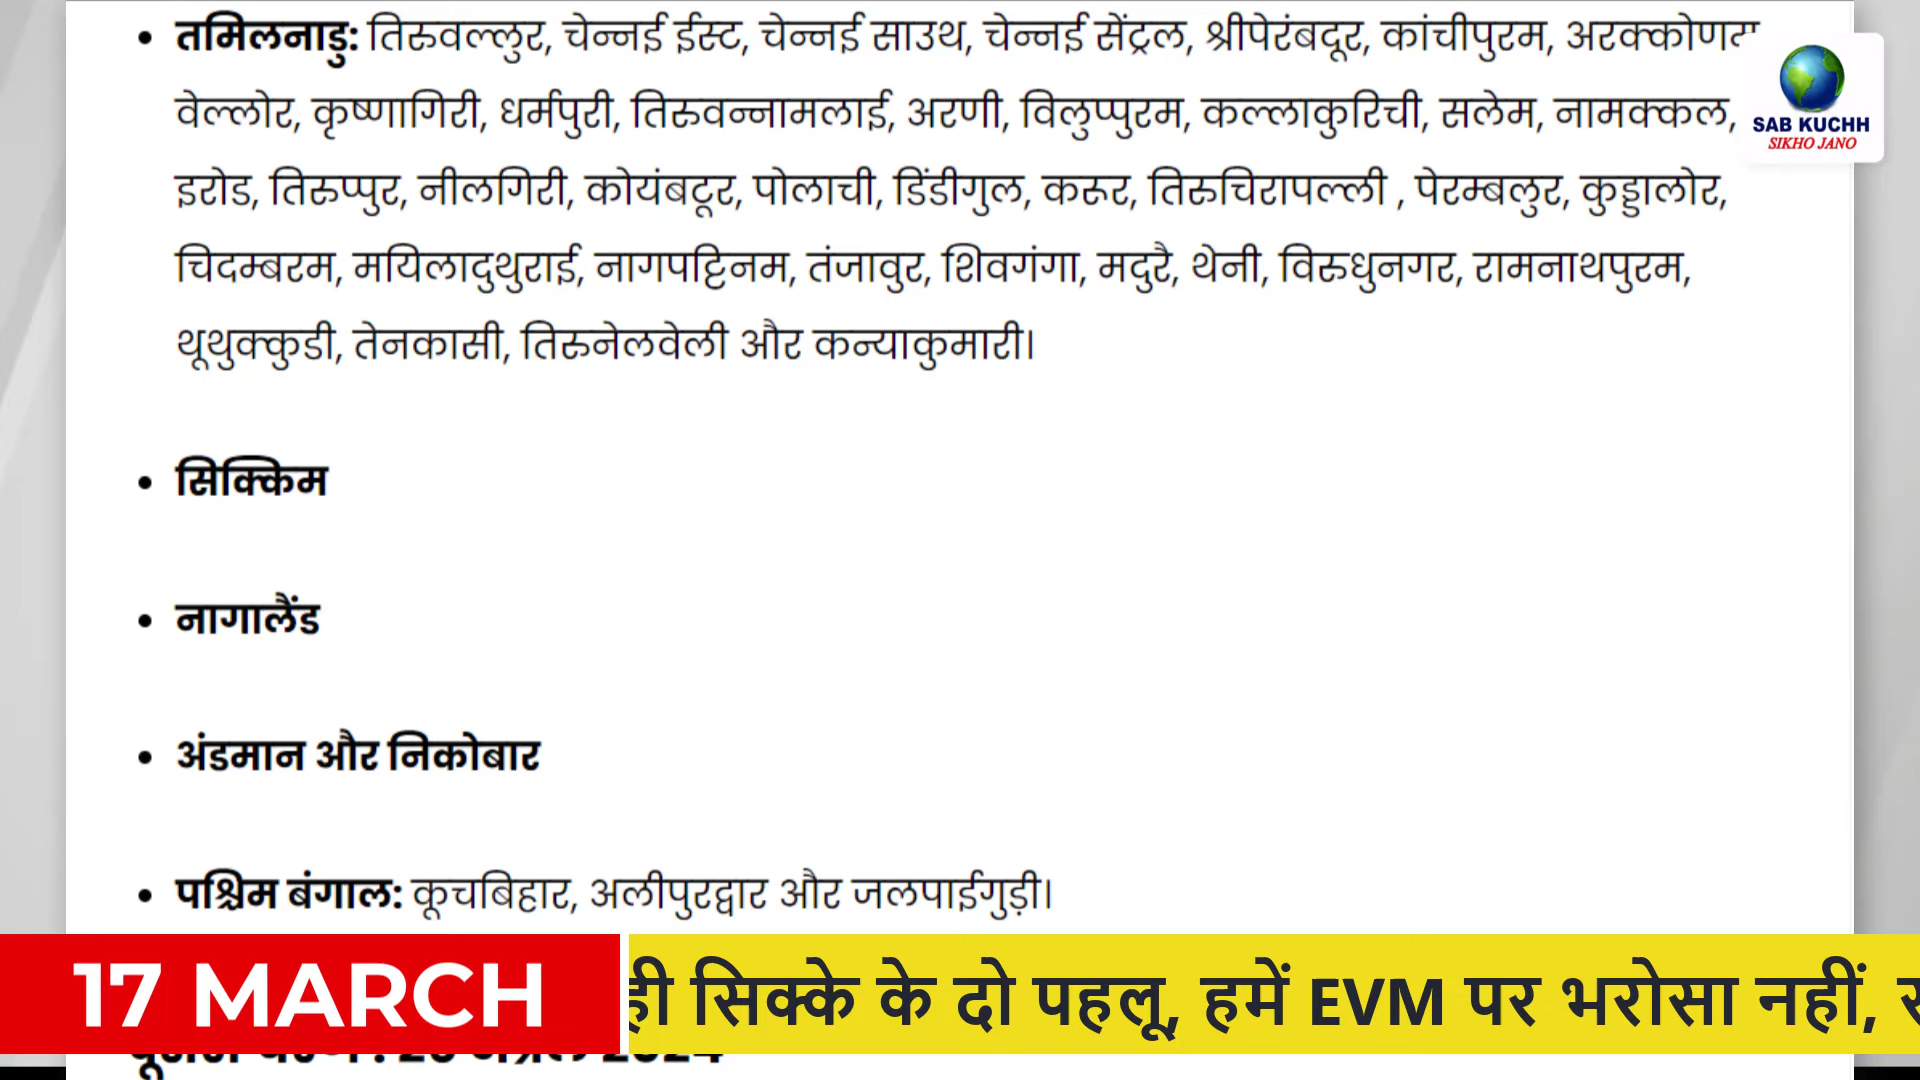 • तमिलनाडु: तिरुवल्लुर, चेन्नई ईस्ट, चेन्नई साउथ, चेन्नई सेंट्रल, श्रीपेरंबदूर, कांचीपुरम,
वेल्लोर, कृष्णागिरी, धर्मपुरी, तिरुवन्नामलाई, अरणी, विलुप्पुरम, कल्लाकुरिची, सलेम, नामक्कल,
इरोड, तिरुप्पुर, नीलगिरी, कोयंबटूर, पोलाची, डिंडीगुल, करूर, तिरुचिरापल्ली , पेरम्बलुर, कुड्डालोर,
चिदम्बरम, मयिलादुथुराई, नागपट्टिनम, तंजावुर, शिवगंगा, मदुरै, थेनी, विरुधुनगर, रामनाथपुरम,
थूथुक्कुडी, तेनकासी, तिरुनेलवेली और कन्याकुमारी।
SAB KUCHH
SIKHO JANO
• सिक्किम
• नागालैंड
• अंडमान और निकोबार
• पश्चिम बंगाल: कूचबिहार, अलीपुरद्वार और जलपाईगुड़ी।
17 MARCH
ही सिक्के के दो पहलू, हमें EVM पर भरोसा नहीं,